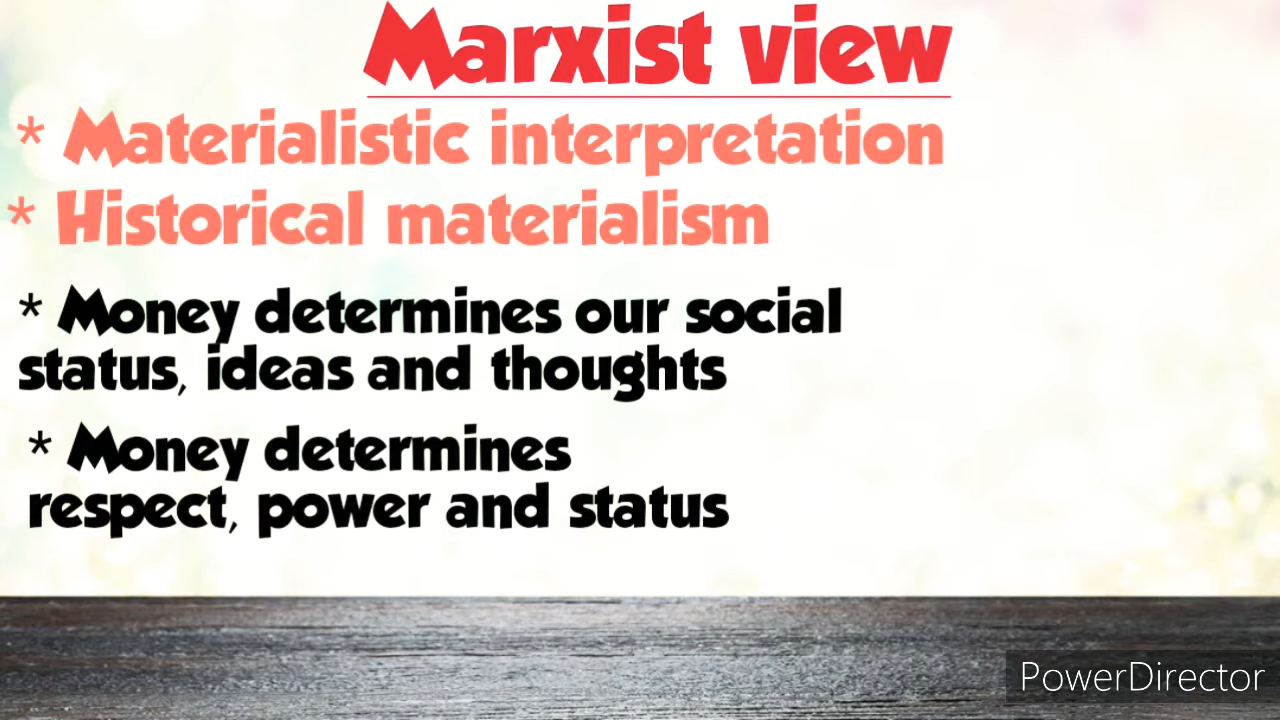 Marxist view
* Materialistic interpretation
* Historical materialism
* Money determines our social
status, ideas and thoughts
* Money determines
respect, power and status
PowerDirector